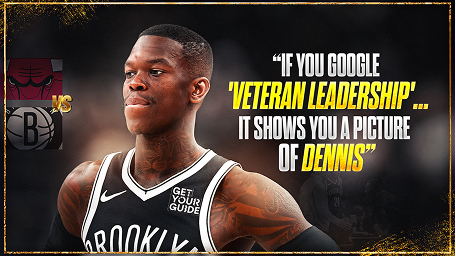 VS
B
"IF YOU GOOGLE
'VETERAN LEADERSHIP'...
IT SHOWS YOU A PICTURE
OF DENNIS"
GET
YOUR
GUIDE
BROOKLYN